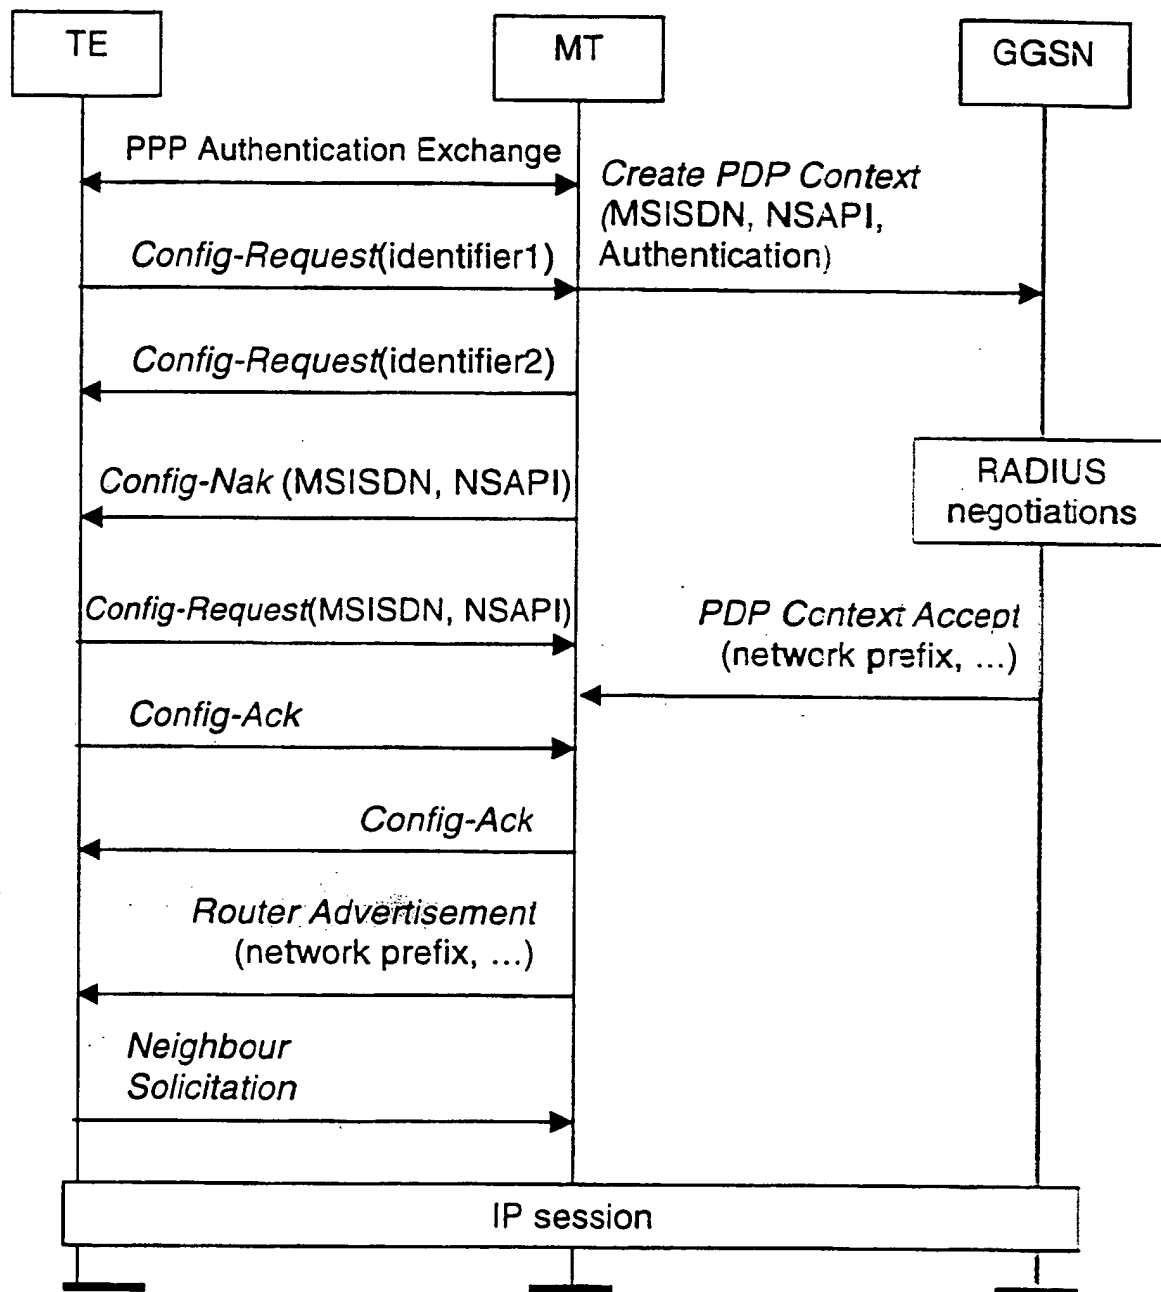 TE
MT
GGSN
PPP Authentication Exchange
Create PDP Context
(MSISDN, NSAPI,
Authentication)
Config-Request(identifier1)
Config-Request(identifier2)
Config-Nak (MSISDN, NSAPI)
RADIUS
negotiations
Config-Request(MSISDN, NSAPI)
PDP Context Accept
(network prefix, ...)
Config-Ack
Config-Ack
Router Advertisement
(network prefix, ...)
Neighbour
Solicitation
IP session